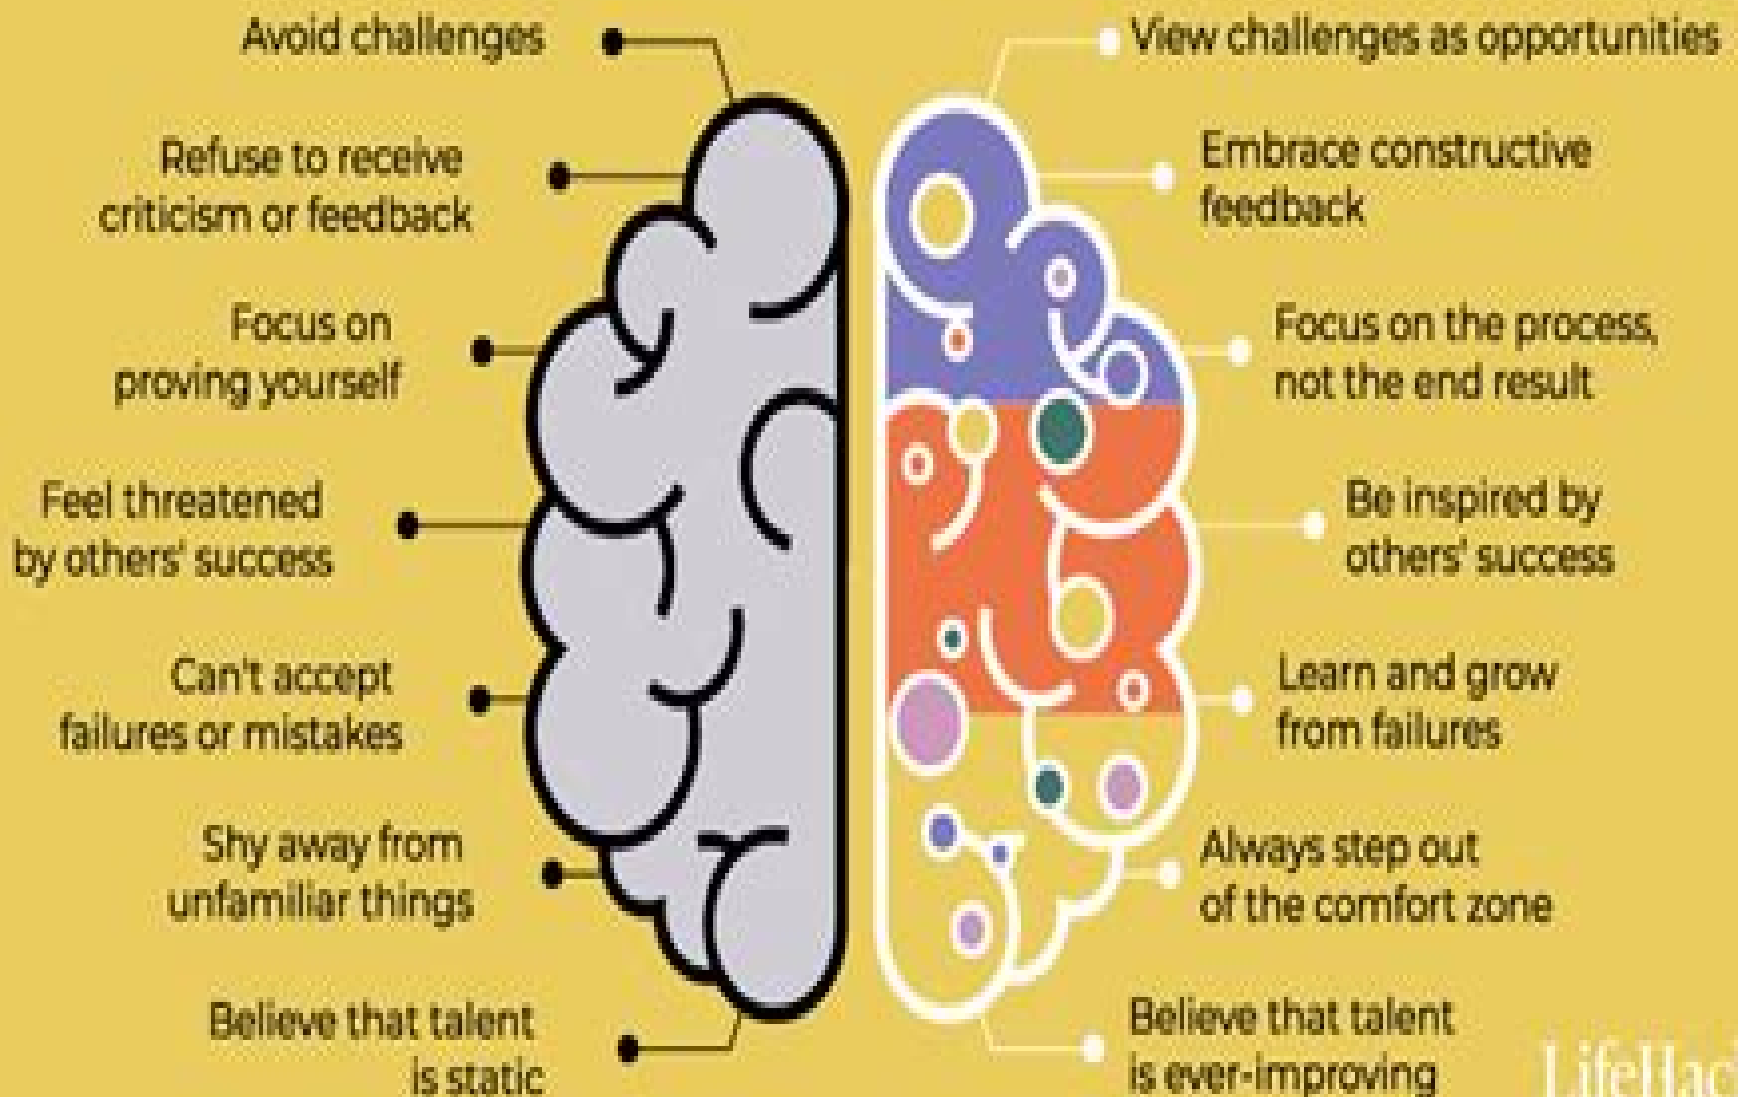 Avoid challenges
Refuse to receive
criticism or feedback
Focus on
proving yourself
Feel threatened
by others' success
Can't accept
failures or mistakes
Shy away from
unfamiliar things
Believe that talent
is static
View challenges as opportunities
Embrace constructive
feedback
Focus on the process,
not the end result
Be inspired by
others' success
Learn and grow
from failures
Always step out
of the comfort zone
Believe that talent
is ever-improving
LifeHac